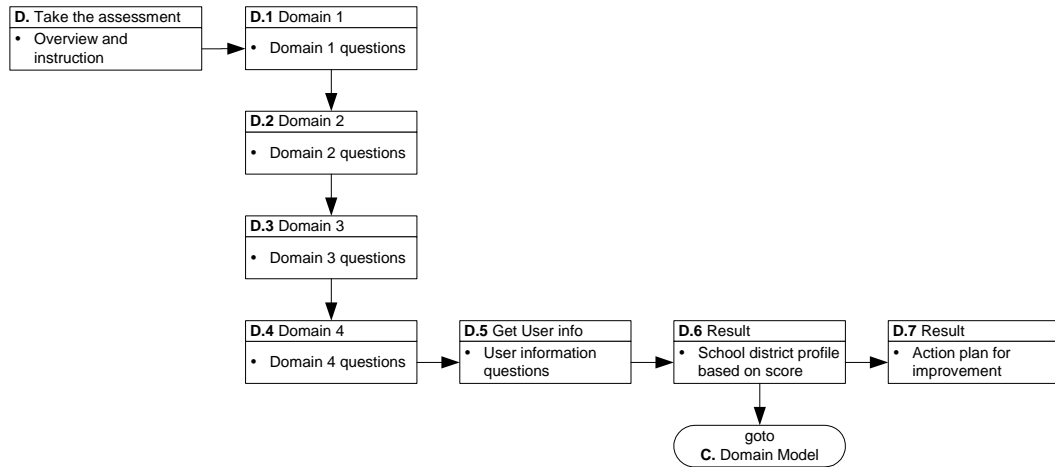 D. Take the assessment
• Overview and
instruction
D.1 Domain 1
• Domain 1 questions
D.2 Domain 2
• Domain 2 questions
D.3 Domain 3
• Domain 3 questions
D.4 Domain 4
• Domain 4 questions
D.5 Get User info
• User information
questions
D.6 Result
• School district profile
based on score
D.7 Result
• Action plan for
improvement
goto
C. Domain Model